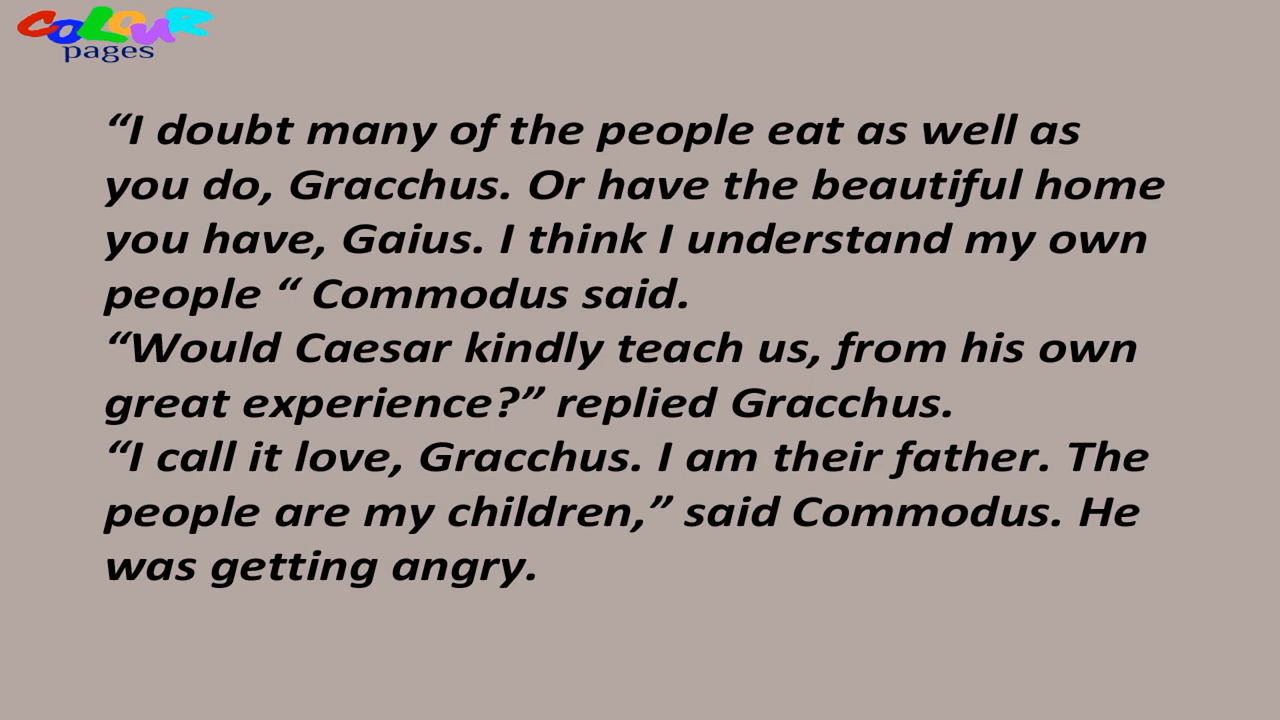 COLOUR
pages
“I doubt many of the people eat as well as
you do, Gracchus. Or have the beautiful home
you have, Gaius. I think I understand my own
people “ Commodus said.
“Would Caesar kindly teach us, from his own
great experience?” replied Gracchus.
“I call it love, Gracchus. I am their father. The
people are my children,” said Commodus. He
was getting angry.